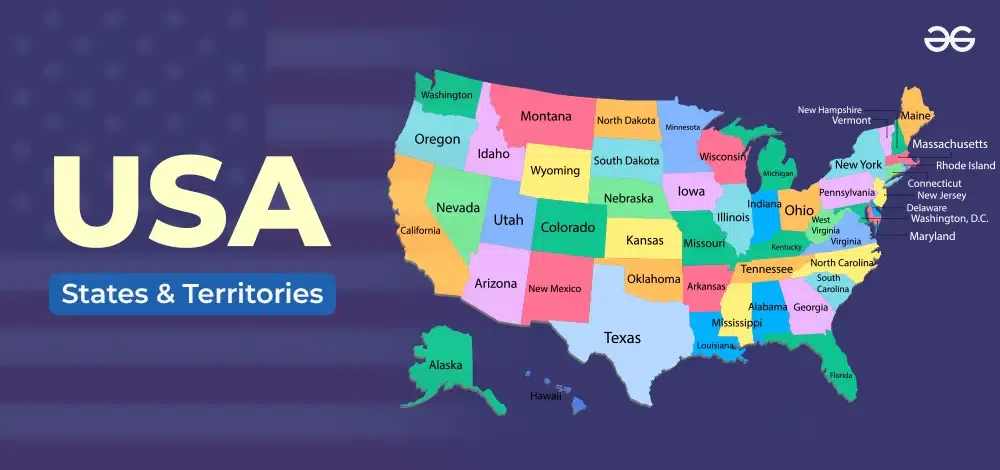 USA
States & Territories
Washington
Oregon
California
Nevada
Idaho
Montana
Wyoming
Utah
Colorado
Arizona
New Mexico
North Dakota
South Dakota
Nebraska
Kansas
Oklahoma
Texas
Minnesota
Iowa
Missouri
Arkansas
Louisiana
Wisconsin
Illinois
Michigan
Indiana
Ohio
Kentucky
Tennessee
Mississippi
Alabama
Georgia
Florida
South
Carolina
North Carolina
Virginia
West
Virginia
Pennsylvania
New York
New Hampshire
Vermont
Maine
Massachusetts
Rhode Island
Connecticut
New Jersey
Delaware
Washington, D.C.
Maryland
Alaska
Hawaii